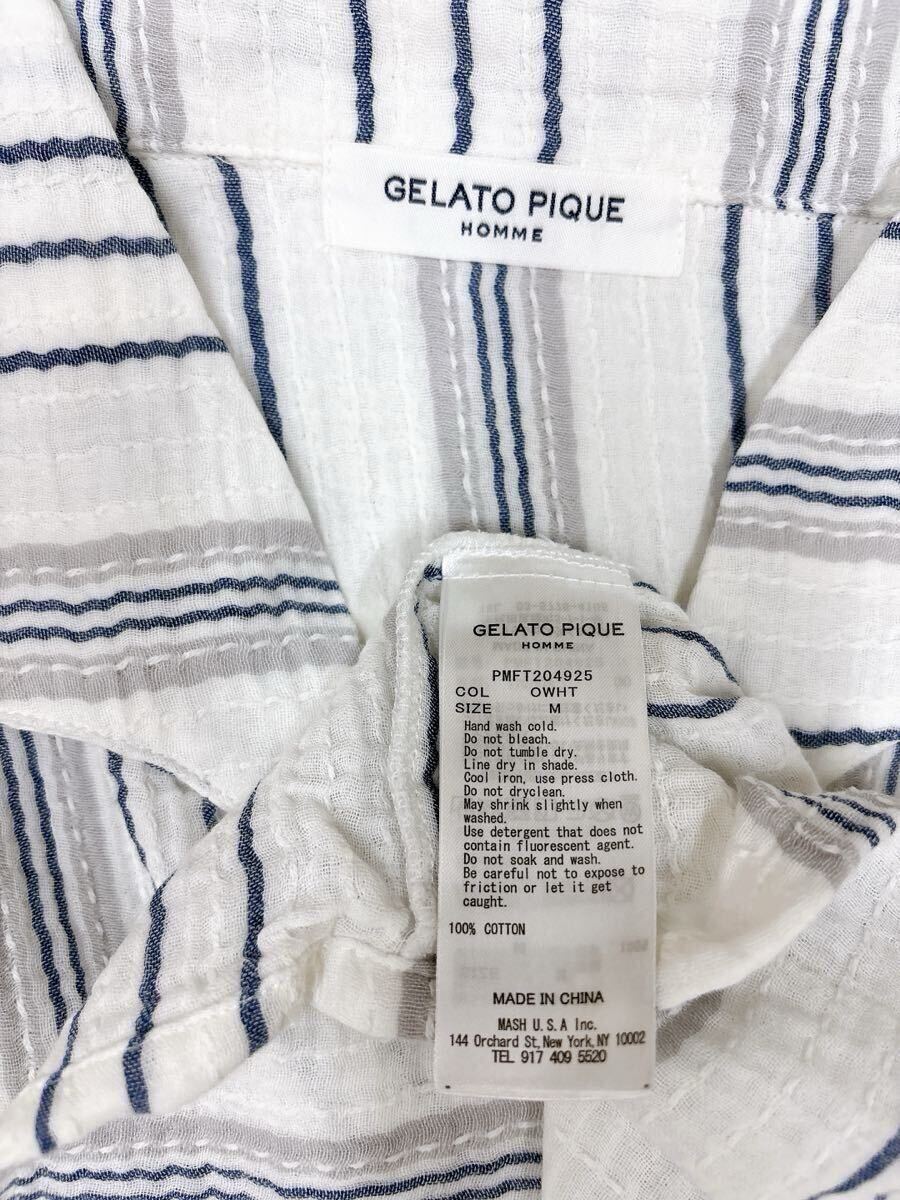 GELATO PIQUE
HOMME
GELATO PIQUE
HOMME
PMFT204925
COL OWHT
SIZE M
Hand wash cold.
Do not bleach.
Do not tumble dry.
Line dry in shade.
Cool iron, use press cloth.
Do not dryclean.
May shrink slightly when
washed.
Use detergent that does not
contain fluorescent agent.
Do not soak and wash.
Be careful not to expose to
friction or let it get
caught.
100% COTTON
MADE IN CHINA
MASH U.S.A Inc.
144 Orchard St, New York, NY 10002
TEL 917 409 5520